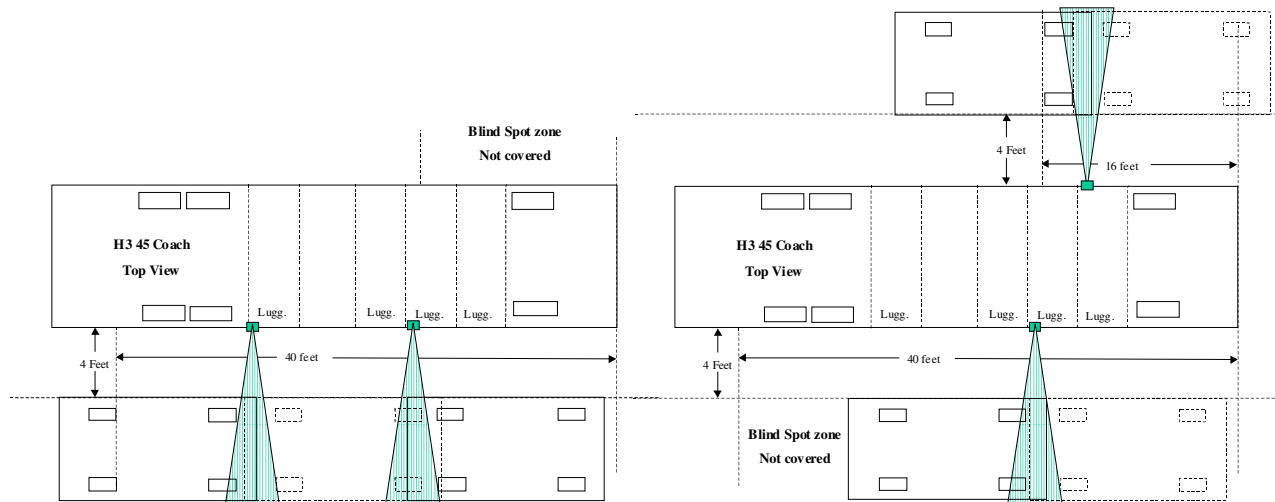 Blind Spot zone
Not covered
H3 45 Coach
Top View
Lugg.
Lugg.
Lugg.
Lugg.
4 Feet
40 feet
4 Feet
16 feet
H3 45 Coach
Top View
Lugg.
Lugg.
Lugg.
Lugg.
4 Feet
40 feet
Blind Spot zone
Not covered